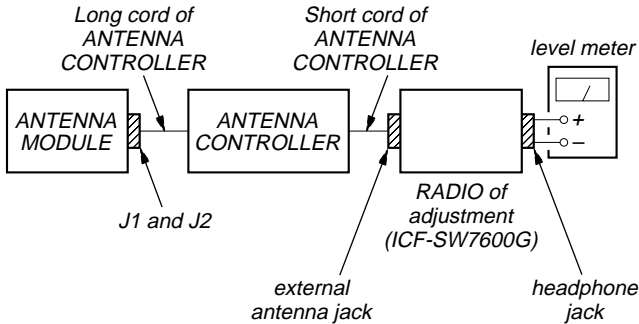 Long cord of
ANTENNA
CONTROLLER
Short cord of
ANTENNA
CONTROLLER
level meter
ANTENNA
MODULE
ANTENNA
CONTROLLER
+
–
J1 and J2
RADIO of
adjustment
(ICF-SW7600G)
external
antenna jack
headphone
jack